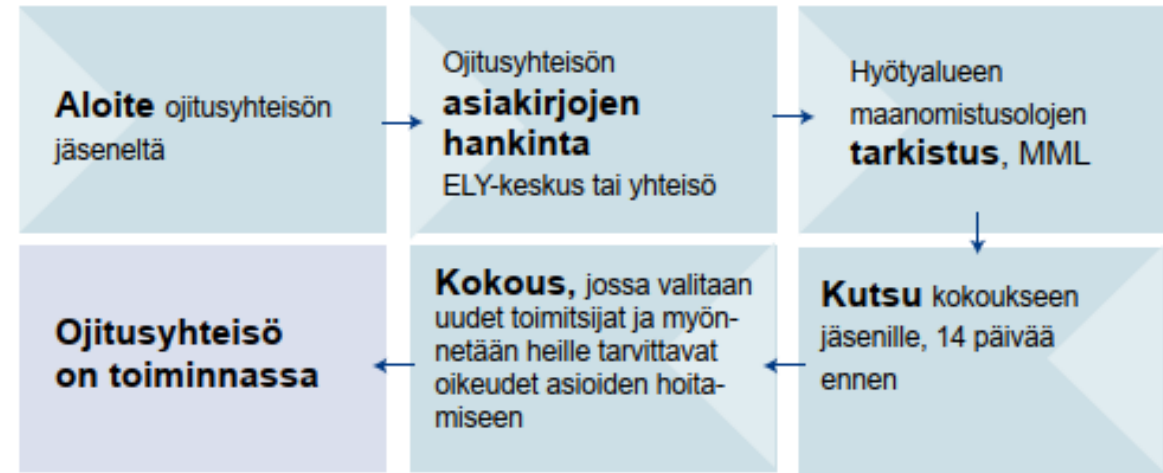 Aloite ojitusyhteisön
jäseneltä
Ojitusyhteisön
asiakirjojen
hankinta
ELY-keskus tai yhteisö
Hyötyalueen
maanomistusolojen
tarkistus, MML
Kutsu kokoukseen
jäsenille, 14 päivää
ennen
Kokous, jossa valitaan
uudet toimitsijat ja myön-
netään heille tarvittavat
oikeudet asioiden hoita-
miseen
Ojitusyhteisö
on toiminnassa